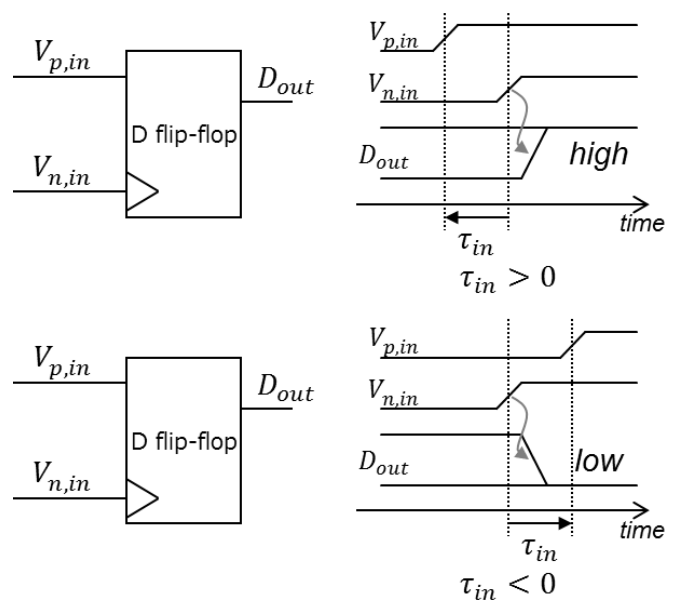 V_{p,in}
D_{out}
D flip-flop
V_{n,in}
V_{p,in}
V_{n,in}
D_{out}
high
time
τ_{in}
τ_{in} > 0
V_{p,in}
D_{out}
D flip-flop
V_{n,in}
V_{p,in}
V_{n,in}
D_{out}
low
time
τ_{in}
τ_{in} < 0